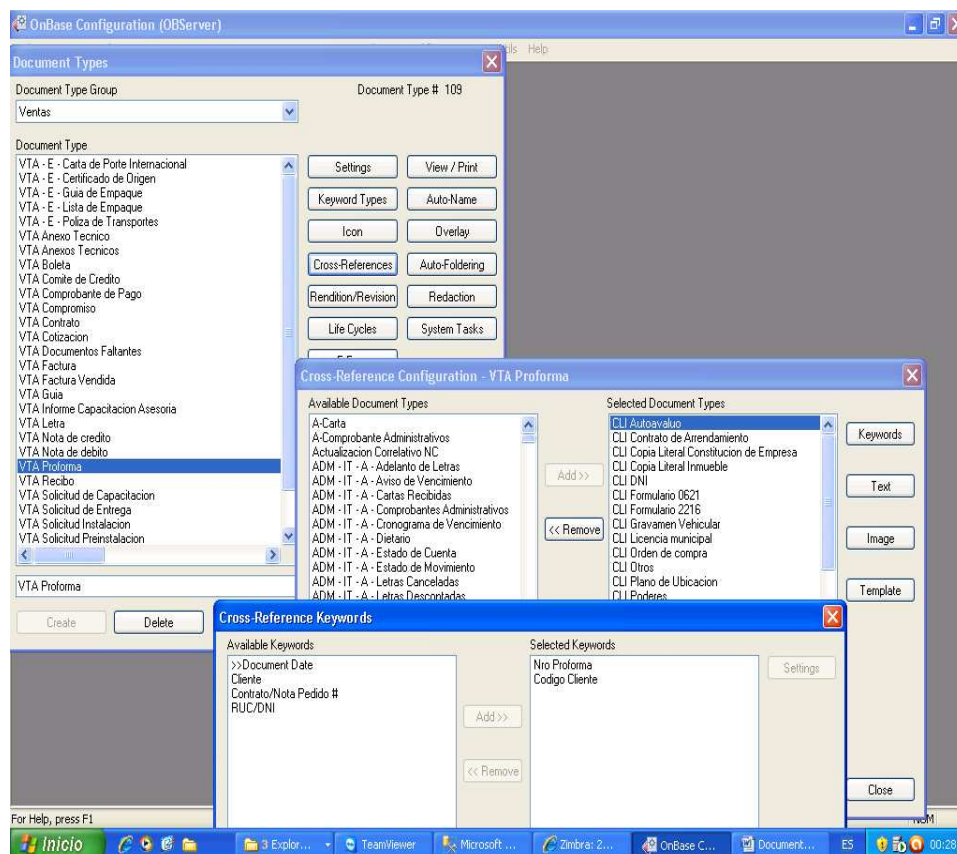 OnBase Configuration (OBServer)
Utils Help
Document Types
Document Type Group
Document Type # 109
Ventas
Document Type
VTA - E - Carta de Porte Internacional
VTA - E - Certificado de Origen
VTA - E - Guia de Empaque
VTA - E - Lista de Empaque
VTA - E - Poliza de Transportes
VTA Anexo Tecnico
VTA Anexos Tecnicos
VTA Boleta
VTA Comite de Credito
VTA Comprobante de Pago
VTA Compromiso
VTA Contrato
VTA Cotizacion
VTA Documentos Faltantes
VTA Factura
VTA Factura Vendida
VTA Guia
VTA Informe Capacitacion Asesoria
VTA Letra
VTA Nota de credito
VTA Nota de debito
VTA Proforma
VTA Recibo
VTA Solicitud de Capacitacion
VTA Solicitud de Entrega
VTA Solicitud Instalacion
VTA Solicitud Preinstalacion
VTA Proforma
Create
Delete
Settings
View / Print
Keyword Types
Auto-Name
Icon
Overlay
Cross-References
Auto-Foldering
Rendition/Revision
Redaction
Life Cycles
System Tasks
Cross-Reference Configuration - VTA Proforma
Available Document Types
A-Carta
A-Comprobante Administrativos
Actualizacion Correlativo NC
ADM - IT - A - Adelanto de Letras
ADM - IT - A - Aviso de Vencimiento
ADM - IT - A - Cartas Recibidas
ADM - IT - A - Comprobantes Administrativos
ADM - IT - A - Cronograma de Vencimiento
ADM - IT - A - Dietario
ADM - IT - A - Estado de Cuenta
ADM - IT - A - Estado de Movimiento
ADM - IT - A - Letras Canceladas
ADM - IT - A - Letras Descontadas
Add >>
<< Remove
Selected Document Types
CLI Autoavaluo
CLI Contrato de Arrendamiento
CLI Copia Literal Constitucion de Empresa
CLI Copia Literal Inmueble
CLI DNI
CLI Formulario 0621
CLI Formulario 2216
CLI Gravamen Vehicular
CLI Licencia municipal
CLI Orden de compra
CLI Otros
CLI Plano de Ubicacion
CLI Poderes
Keywords
Text
Image
Template
Close
Cross-Reference Keywords
Available Keywords
>>Document Date
Cliente
Contrato/Nota Pedido #
RUC/DNI
Add >>
<< Remove
Selected Keywords
Nro Proforma
Codigo Cliente
Settings
For Help, press F1
Inicio
3 Explor...
TeamViewer
Microsoft ...
Zimbra: 2...
OnBase C...
Document...
ES
00:28